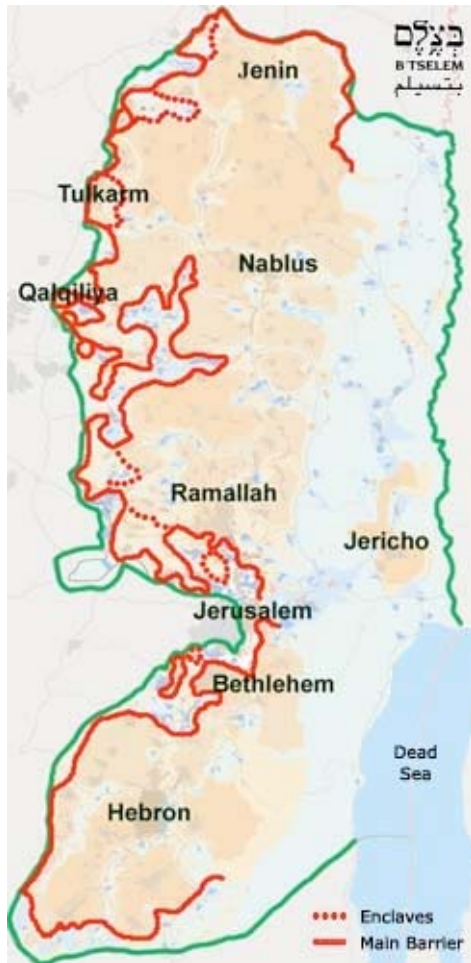 בצלם
B'TSELEM
بتسيلم
Jenin
Tulkarm
Nablus
Qalqiliya
Ramallah
Jericho
Jerusalem
Bethlehem
Dead
Sea
Hebron
Enclaves
Main Barrier